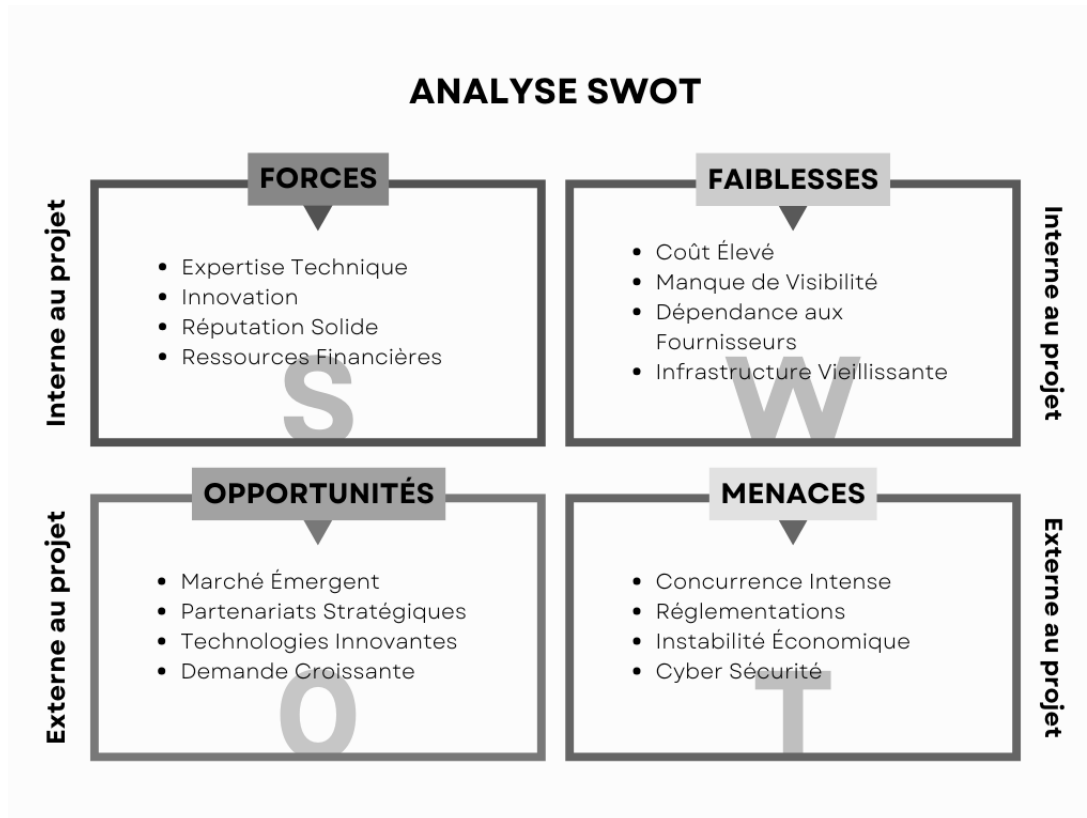 ANALYSE SWOT
FORCES
Interne au projet
Expertise Technique
Innovation
Réputation Solide
Ressources Financières
S
FAIBLESSES
Coût Élevé
Manque de Visibilité
Dépendance aux
Fournisseurs
Infrastructure Vieillissante
W
Interne au projet
OPPORTUNITÉS
Externe au projet
Marché Émergent
Partenariats Stratégiques
Technologies Innovantes
Demande Croissante
O
MENACES
Concurrence Intense
Réglementations
Instabilité Économique
Cyber Sécurité
T
Externe au projet